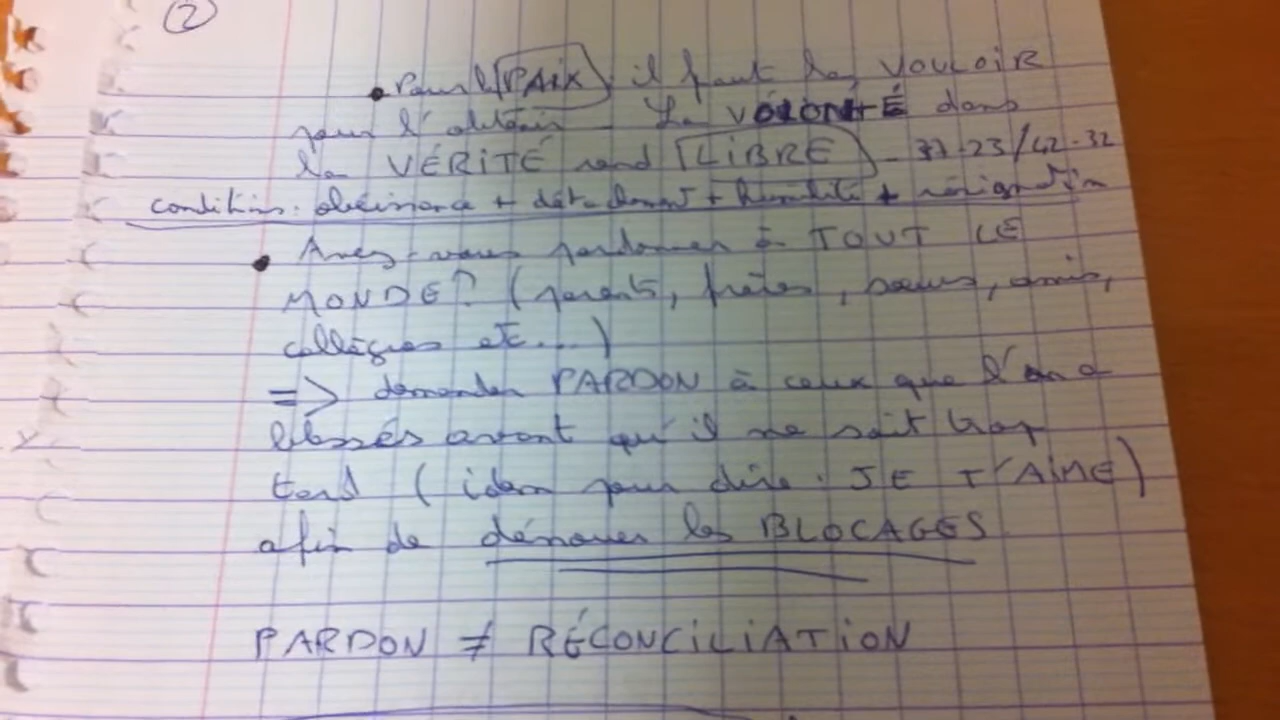 ②
• Pour la PAIX, il faut la VOULOIR
pour l'obtenir La VOLONTÉ dans
la VÉRITÉ rend LiBRE - 23/42-32
conditions: obéissance + détachement + humilité + résignation
• Avez-vous pardonner à TOUT LE
MONDE? (parents, frères, sœurs, amis,
collègues etc....)
=> demander PARDON à ceux que l'on a
blessés avant qu'il ne soit trop
tard (idem pour dire: JE T'AiME)
afin de dénouer les BLOCAGES
PARDON ≠ RÉCONCiLiATiON